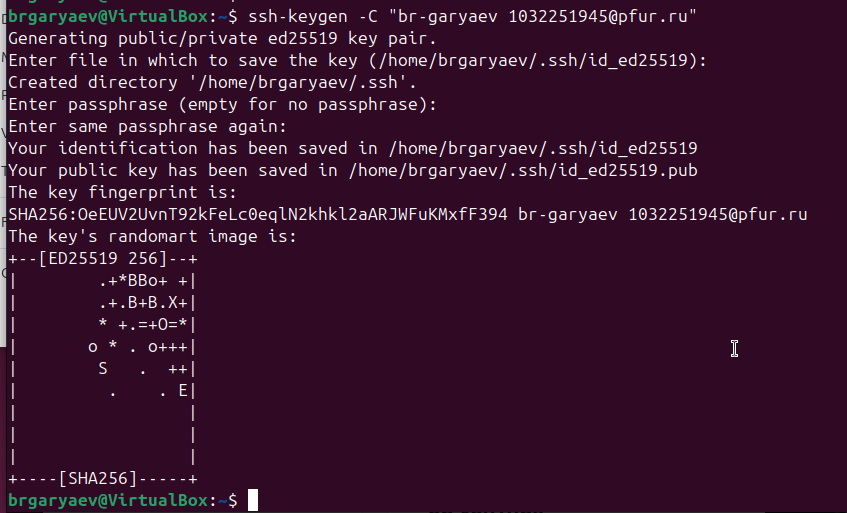 brgaryaev@VirtualBox:~$ ssh-keygen -C "br-garyaev 1032251945@pfur.ru"
Generating public/private ed25519 key pair.
Enter file in which to save the key (/home/brgaryaev/.ssh/id_ed25519):
Created directory '/home/brgaryaev/.ssh'.
Enter passphrase (empty for no passphrase):
Enter same passphrase again:
Your identification has been saved in /home/brgaryaev/.ssh/id_ed25519
Your public key has been saved in /home/brgaryaev/.ssh/id_ed25519.pub
The key fingerprint is:
SHA256:OeEUV2UvnT92kFeLc0eqlN2khkl2aARJWFuKMxfF394 br-garyaev 1032251945@pfur.ru
The key's randomart image is:
+--[ED25519 256]--+
|        .+*BBo+ +|
|        .+.B+B.X+|
|        * +.=+O=*|
|       o * . o+++|
|        S   .  ++|
|         .    . E|
|                 |
|                 |
|                 |
+----[SHA256]-----+
brgaryaev@VirtualBox:~$